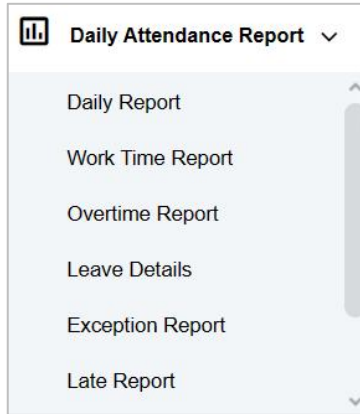 Daily Attendance Report
Daily Report
Work Time Report
Overtime Report
Leave Details
Exception Report
Late Report